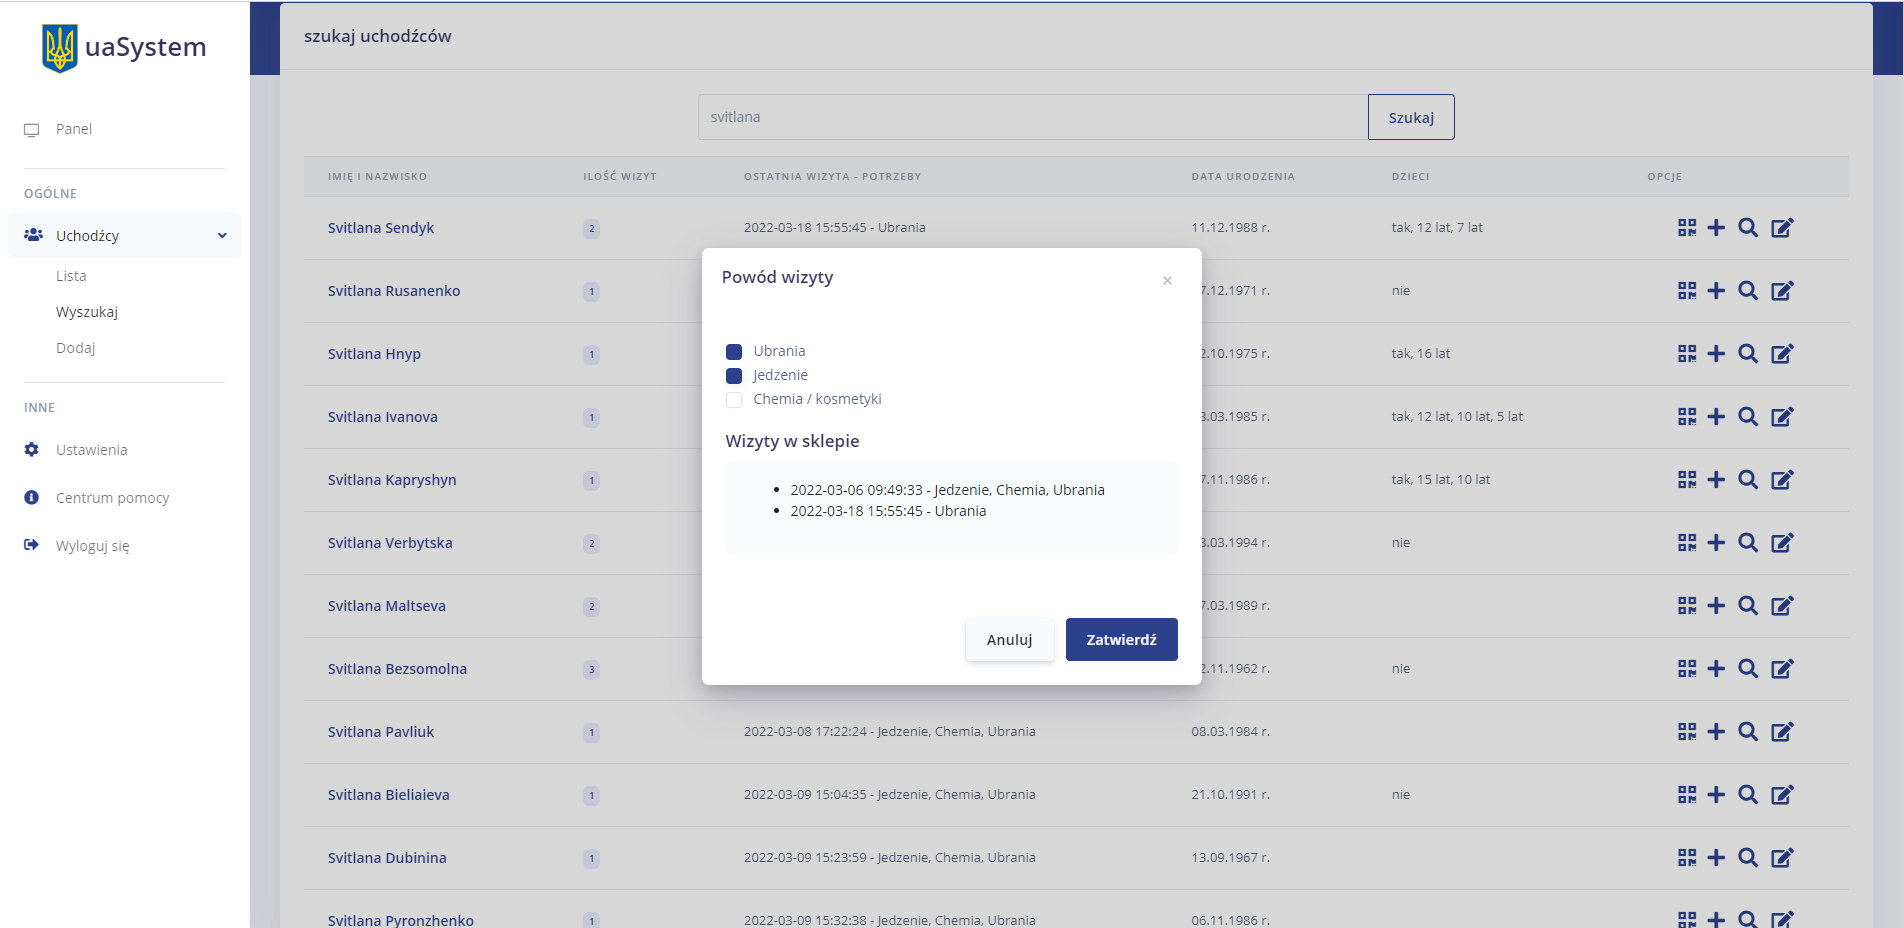 uaSystem
Panel
OGÓLNE
Uchodźcy
Lista
Wyszukaj
Dodaj
INNE
Ustawienia
Centrum pomocy
Wyloguj się
szukaj uchodźców
svitlana
Szukaj
IMIĘ I NAZWISKO ILOŚĆ WIZYT OSTATNIA WIZYTA - POTRZEBY DATA URODZENIA DZIECI OPCJE
Svitlana Sendyk 2 2022-03-18 15:55:45 - Ubrania 11.12.1988 r. tak, 12 lat, 7 lat
Svitlana Rusanenko 1 7.12.1971 r. nie
Svitlana Hnyp 1 2.10.1975 r. tak, 16 lat
Svitlana Ivanova 1 3.03.1985 r. tak, 12 lat, 10 lat, 5 lat
Svitlana Kapryshyn 1 7.11.1986 r. tak, 15 lat, 10 lat
Svitlana Verbytska 2 3.03.1994 r. nie
Svitlana Maltseva 2 7.03.1989 r.
Svitlana Bezsomolna 3 2.11.1962 r. nie
Svitlana Pavliuk 1 2022-03-08 17:22:24 - Jedzenie, Chemia, Ubrania 08.03.1984 r.
Svitlana Bieliaieva 1 2022-03-09 15:04:35 - Jedzenie, Chemia, Ubrania 21.10.1991 r. nie
Svitlana Dubinina 1 2022-03-09 15:23:59 - Jedzenie, Chemia, Ubrania 13.09.1967 r.
Svitlana Pyronzhenko 1 2022-03-09 15:32:38 - Jedzenie, Chemia, Ubrania 06.11.1986 r.
Powód wizyty ×
Ubrania
Jedzenie
Chemia / kosmetyki
Wizyty w sklepie
• 2022-03-06 09:49:33 - Jedzenie, Chemia, Ubrania
• 2022-03-18 15:55:45 - Ubrania
Anuluj Zatwierdź